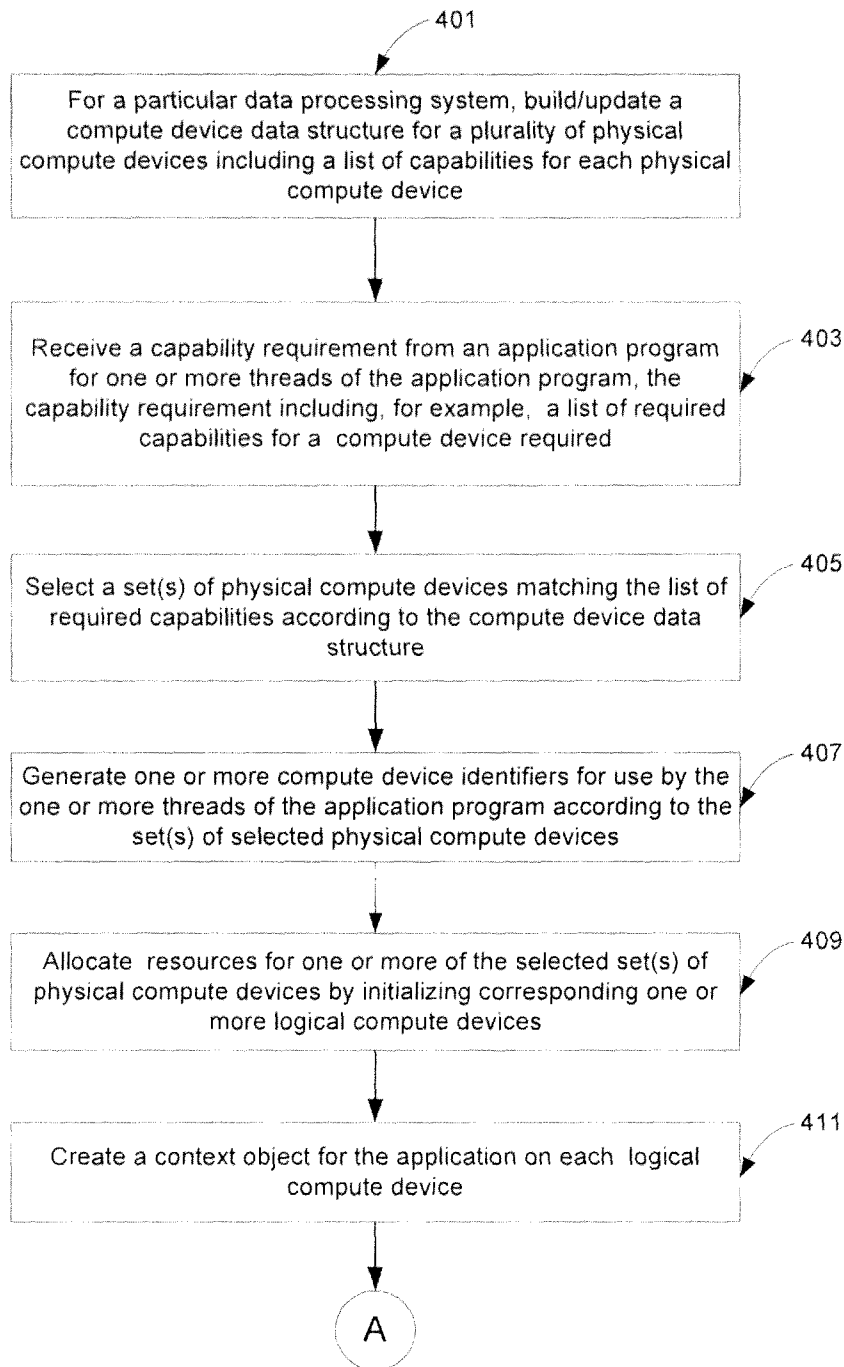 401
For a particular data processing system, build/update a
compute device data structure for a plurality of physical
compute devices including a list of capabilities for each physical
compute device
403
Receive a capability requirement from an application program
for one or more threads of the application program, the
capability requirement including, for example, a list of required
capabilities for a compute device required
405
Select a set(s) of physical compute devices matching the list of
required capabilities according to the compute device data
structure
407
Generate one or more compute device identifiers for use by the
one or more threads of the application program according to the
set(s) of selected physical compute devices
409
Allocate resources for one or more of the selected set(s) of
physical compute devices by initializing corresponding one or
more logical compute devices
411
Create a context object for the application on each logical
compute device
A